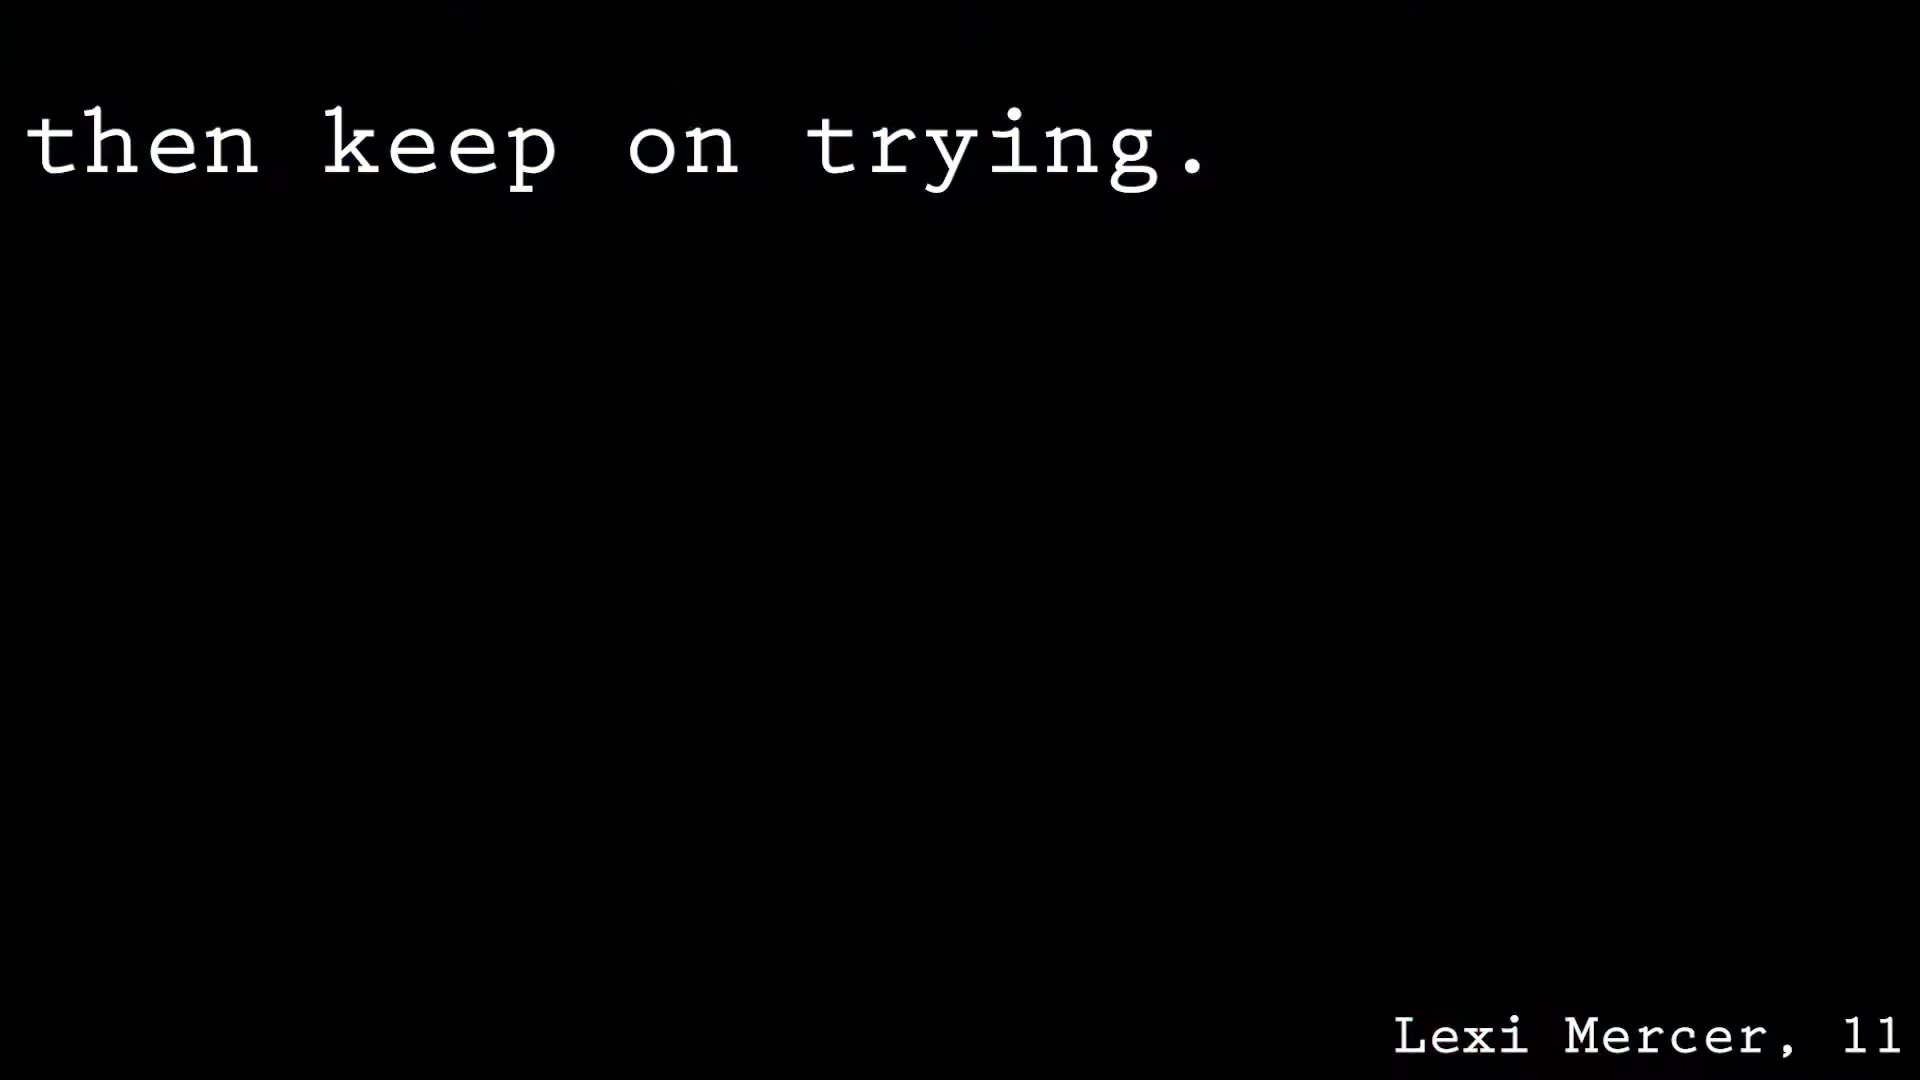 then keep on trying.
Lexi Mercer, 11